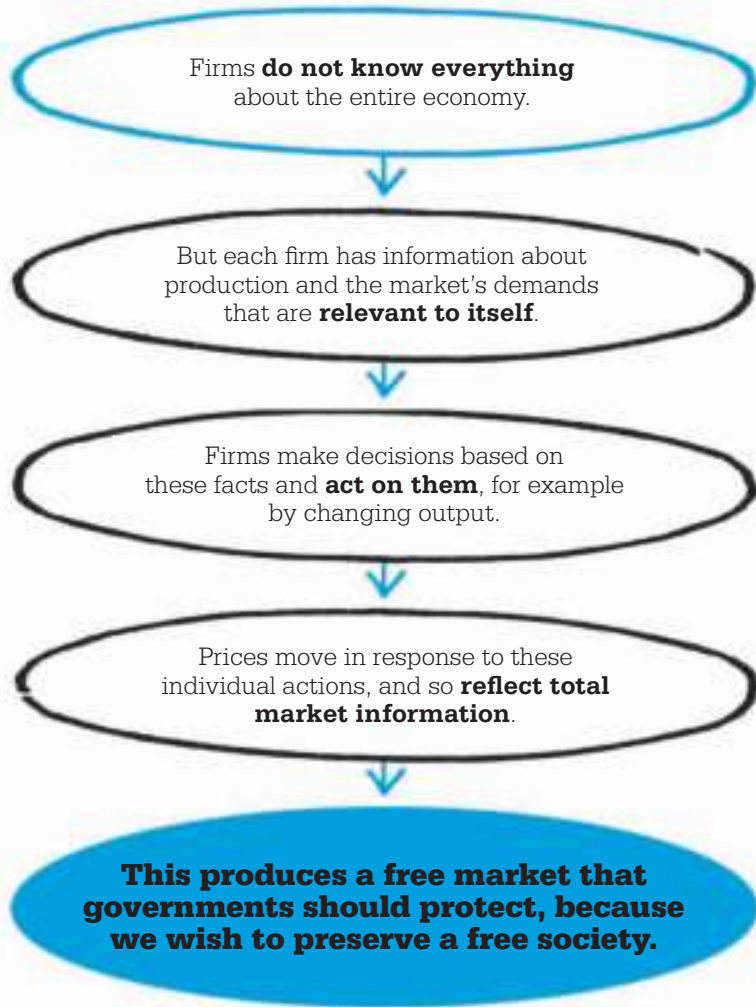 Firms do not know everything
about the entire economy.
But each firm has information about
production and the market’s demands
that are relevant to itself.
Firms make decisions based on
these facts and act on them, for example
by changing output.
Prices move in response to these
individual actions, and so reflect total
market information.
This produces a free market that
governments should protect, because
we wish to preserve a free society.